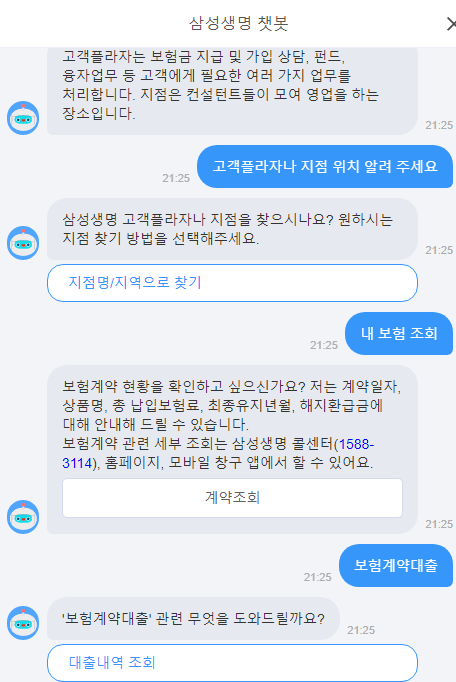 삼성생명 챗봇
고객플라자는 보험금 지급 및 가입 상담, 펀드,
융자업무 등 고객에게 필요한 여러 가지 업무를
처리합니다. 지점은 컨설턴트들이 모여 영업을 하는
장소입니다.
21:25
고객플라자나 지점 위치 알려 주세요
21:25
삼성생명 고객플라자나 지점을 찾으시나요? 원하시는
지점 찾기 방법을 선택해주세요.
21:25
지점명/지역으로 찾기
내 보험 조회
21:25
보험계약 현황을 확인하고 싶으신가요? 저는 계약일자,
상품명, 총 납입보험료, 최종유지년월, 해지환급금에
대해 안내해 드릴 수 있습니다.
보험계약 관련 세부 조회는 삼성생명 콜센터(1588-
3114), 홈페이지, 모바일 창구 앱에서 할 수 있어요.
계약조회
21:25
보험계약대출
21:25
'보험계약대출' 관련 무엇을 도와드릴까요?
21:25
대출내역 조회